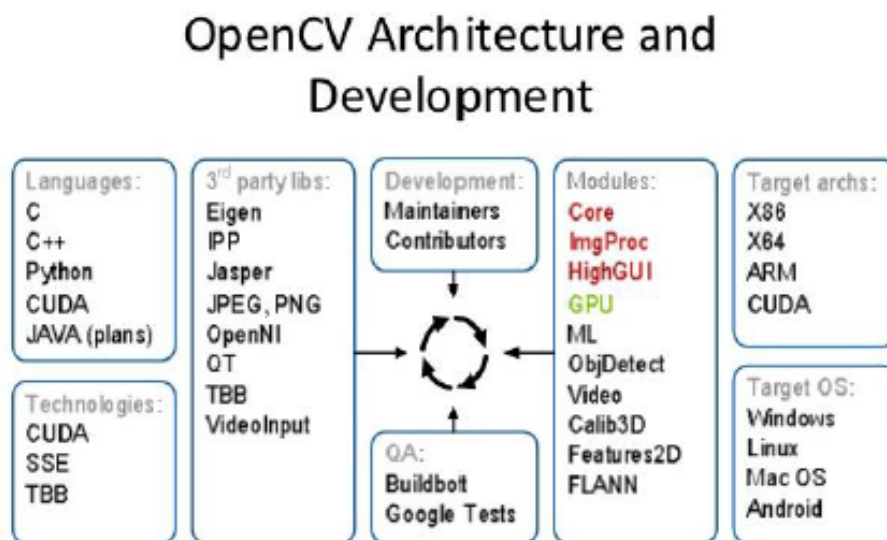 OpenCV Architecture and
Development
Languages:
C
C++
Python
CUDA
JAVA (plans)
Technologies:
CUDA
SSE
TBB
3rd party libs:
Eigen
IPP
Jasper
JPEG, PNG
OpenNI
QT
TBB
VideoInput
Development:
Maintainers
Contributors
QA:
Buildbot
Google Tests
Modules:
Core
ImgProc
HighGUI
GPU
ML
ObjDetect
Video
Calib3D
Features2D
FLANN
Target archs:
X86
X64
ARM
CUDA
Target OS:
Windows
Linux
Mac OS
Android